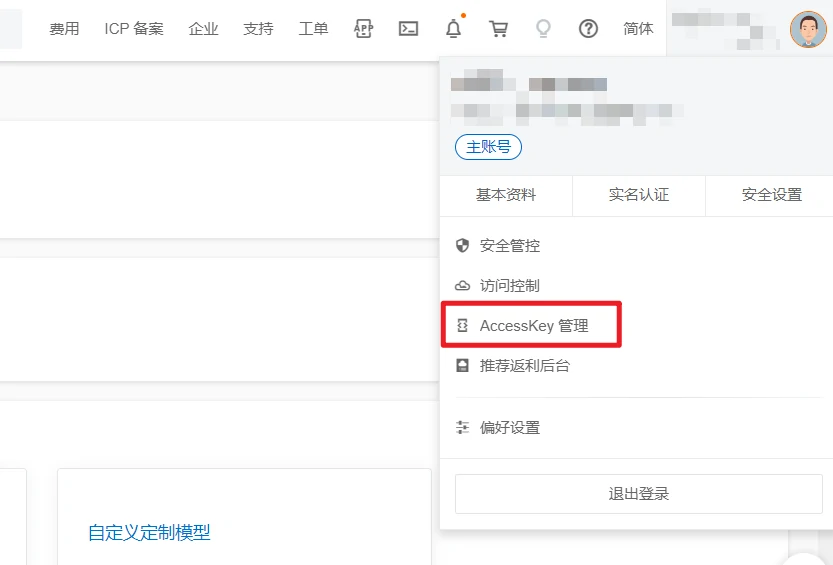 费用 ICP 备案 企业 支持 工单 APP 简体
主账号
基本资料 实名认证 安全设置
安全管控
访问控制
AccessKey 管理
推荐返利后台
偏好设置
退出登录
自定义定制模型